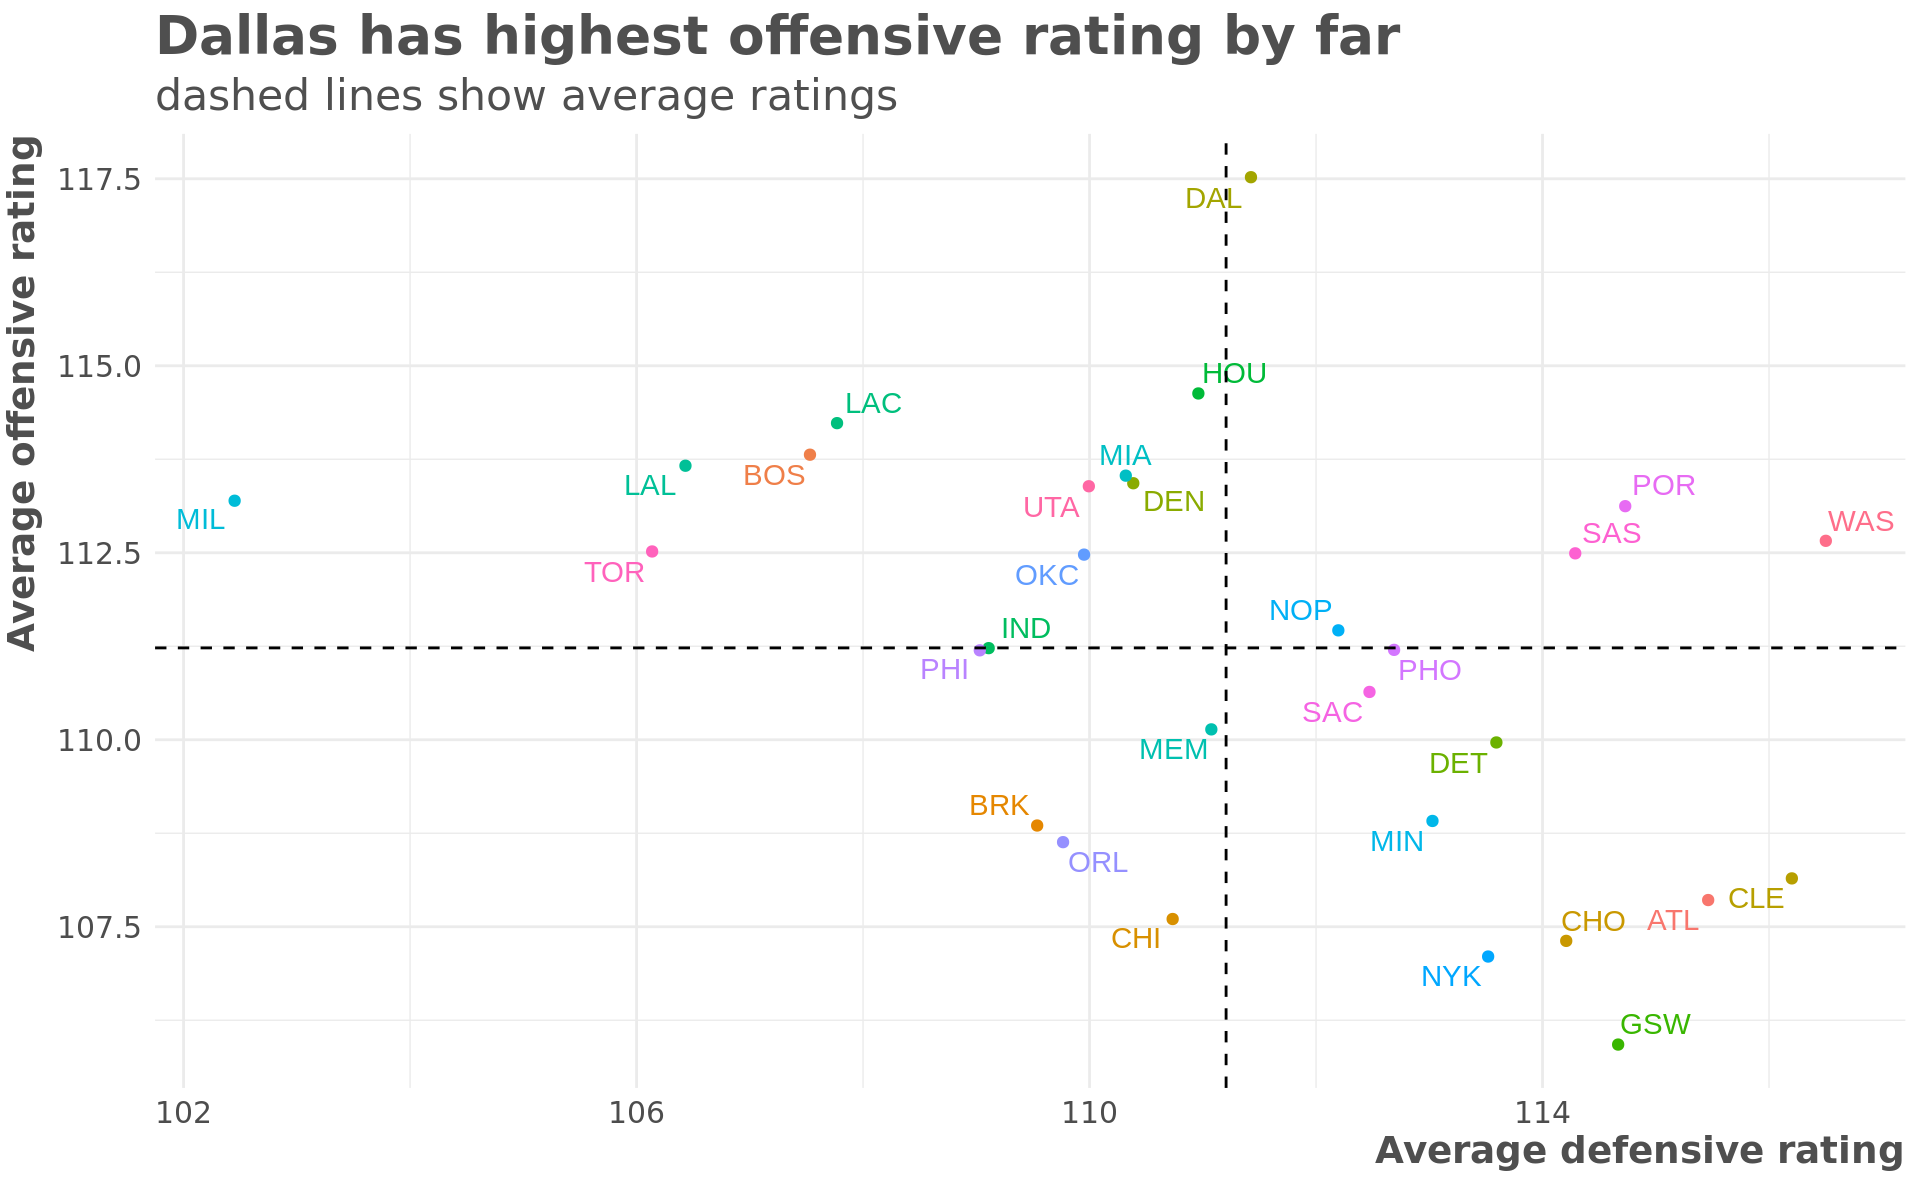 Dallas has highest offensive rating by far
dashed lines show average ratings
Average offensive rating
117.5
115.0
112.5
110.0
107.5
DAL
HOU
LAC
MIA
BOS
LAL
POR
DEN
UTA
MIL
WAS
SAS
TOR
OKC
NOP
IND
PHI
PHO
SAC
MEM
DET
BRK
MIN
ORL
CLE
ATL
CHO
CHI
NYK
GSW
102
106
110
114
Average defensive rating